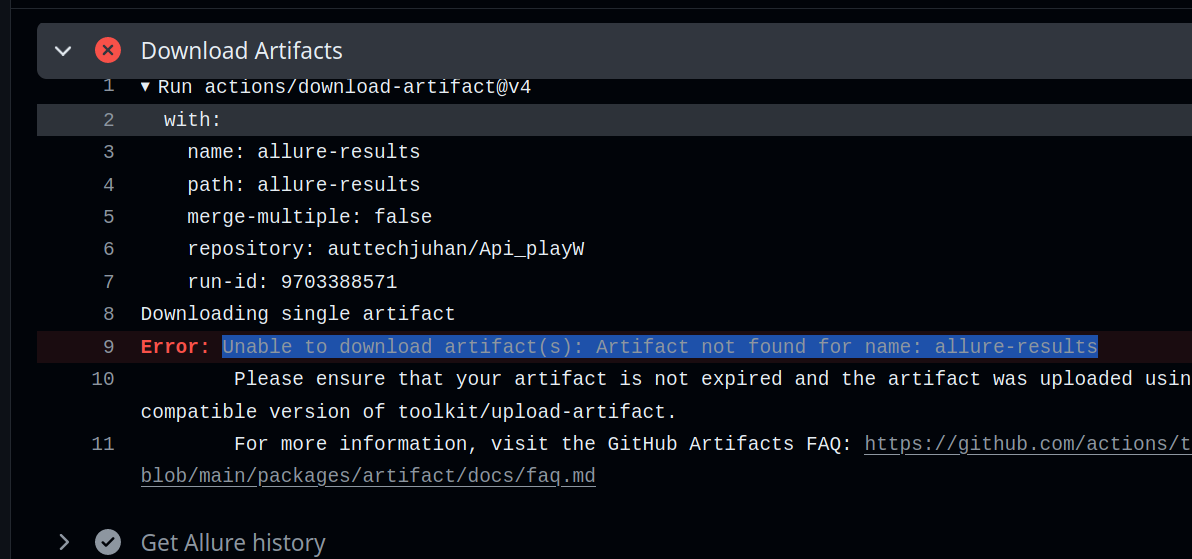 Download Artifacts
1 ▼ Run actions/download-artifact@v4
2 with:
3 name: allure-results
4 path: allure-results
5 merge-multiple: false
6 repository: auttechjuhan/Api_playW
7 run-id: 9703388571
8 Downloading single artifact
9 Error: Unable to download artifact(s): Artifact not found for name: allure-results
10 Please ensure that your artifact is not expired and the artifact was uploaded usin
compatible version of toolkit/upload-artifact.
11 For more information, visit the GitHub Artifacts FAQ: https://github.com/actions/t
blob/main/packages/artifact/docs/faq.md
Get Allure history